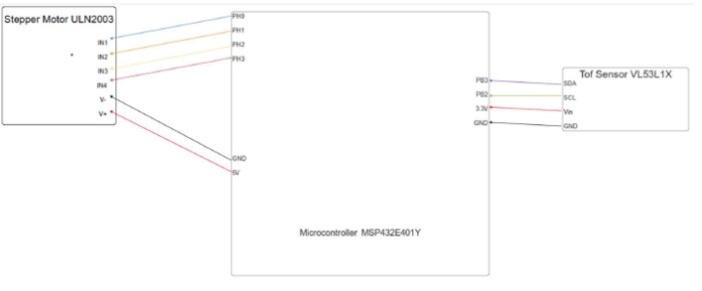 Stepper Motor ULN2003
IN1
IN2
IN3
IN4
V-
V+
PH0
PH1
PH2
PH3
GND
5V
Microcontroller MSP432E401Y
PB3
PB2
3.3V
GND
Tof Sensor VL53L1X
SDA
SCL
Vin
GND